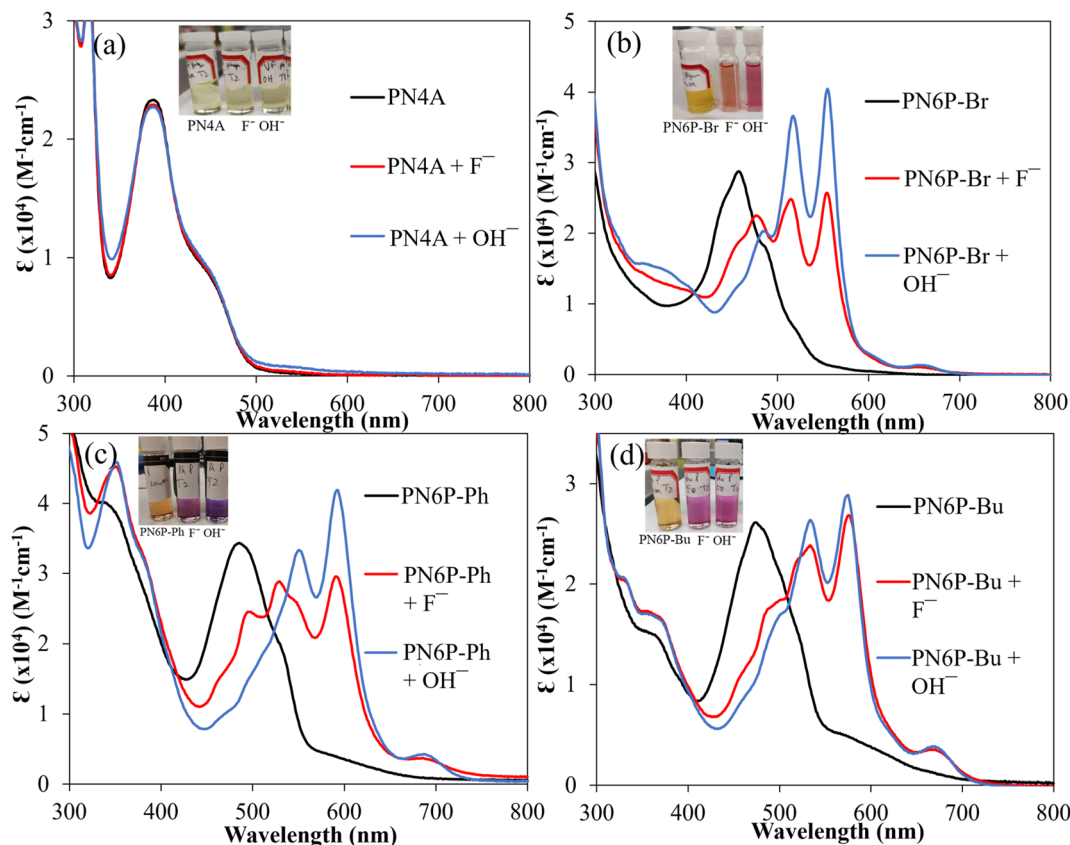 (a)
3
2
1
0
Ɛ (x10⁴) (M⁻¹cm⁻¹)
T2
T2
OH
PN4A F⁻ OH⁻
PN4A
PN4A + F⁻
PN4A + OH⁻
300 400 500 600 700 800
Wavelength (nm)
(b)
5
4
3
2
1
0
Ɛ (x10⁴) (M⁻¹cm⁻¹)
PN6P-Br F⁻ OH⁻
PN6P-Br
PN6P-Br + F⁻
PN6P-Br +
OH⁻
300 400 500 600 700 800
Wavelength (nm)
(c)
5
4
3
2
1
0
Ɛ (x10⁴) (M⁻¹cm⁻¹)
T2
T2
PN6P-Ph F⁻ OH⁻
PN6P-Ph
PN6P-Ph
+ F⁻
PN6P-Ph
+ OH⁻
300 400 500 600 700 800
Wavelength (nm)
(d)
3
2
1
0
Ɛ (x10⁴) (M⁻¹cm⁻¹)
PN6P-Bu F⁻ OH⁻
PN6P-Bu
PN6P-Bu +
F⁻
PN6P-Bu +
OH⁻
300 400 500 600 700 800
Wavelength (nm)